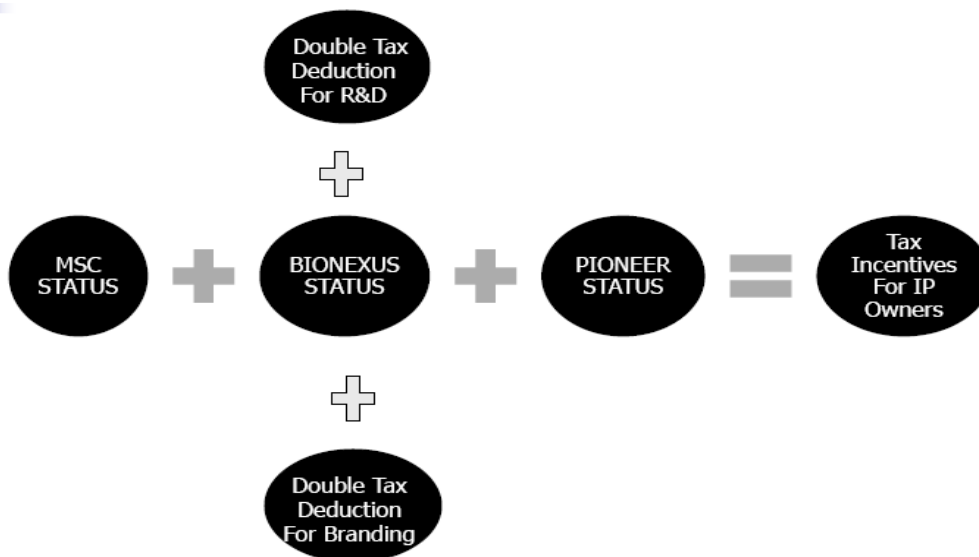 Double Tax
Deduction
For R&D
MSC
STATUS
BIONEXUS
STATUS
PIONEER
STATUS
Tax
Incentives
For IP
Owners
Double Tax
Deduction
For Branding